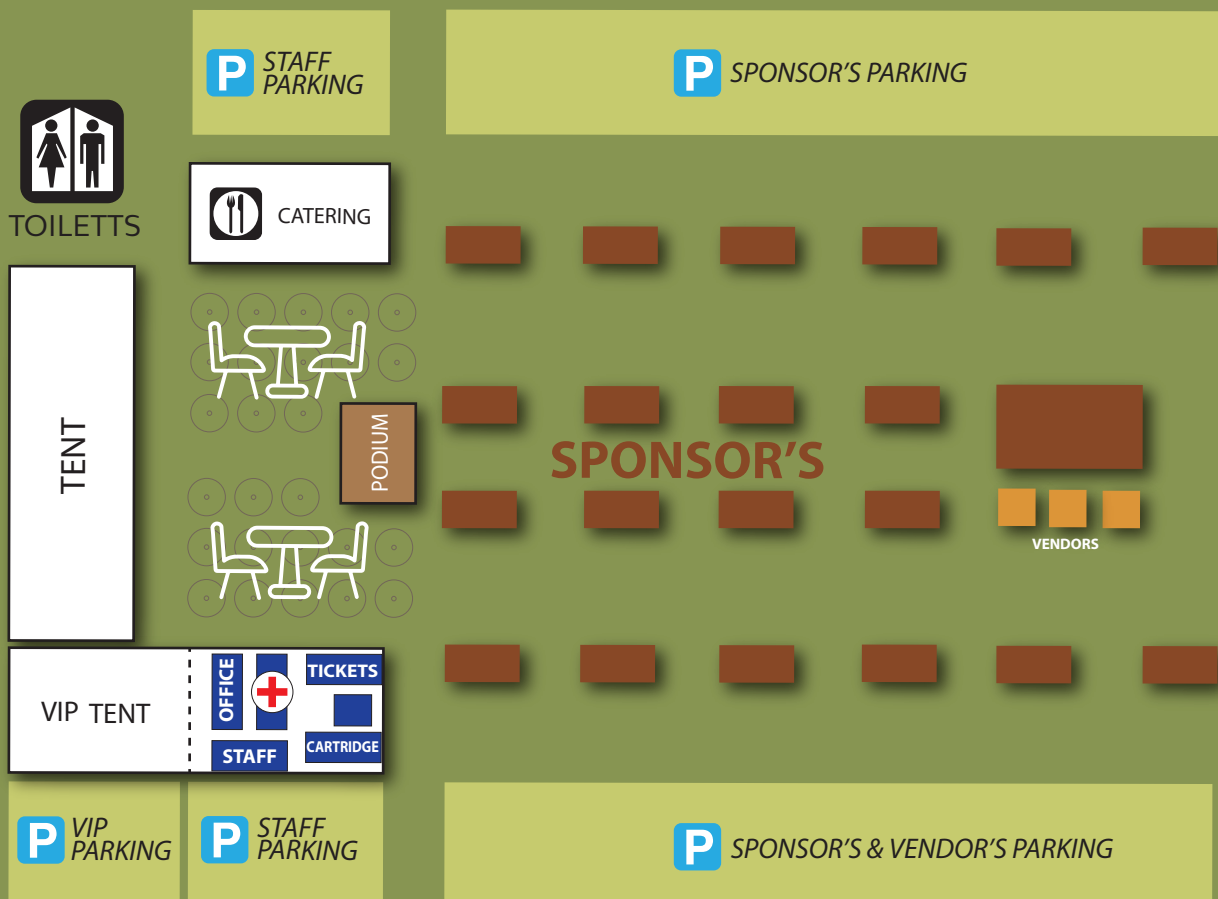 P STAFF
PARKING
P SPONSOR'S PARKING
TOILETTS
CATERING
TENT
PODIUM
SPONSOR'S
VENDORS
VIP TENT
OFFICE
TICKETS
STAFF
CARTRIDGE
P VIP
PARKING
P STAFF
PARKING
P SPONSOR'S & VENDOR'S PARKING